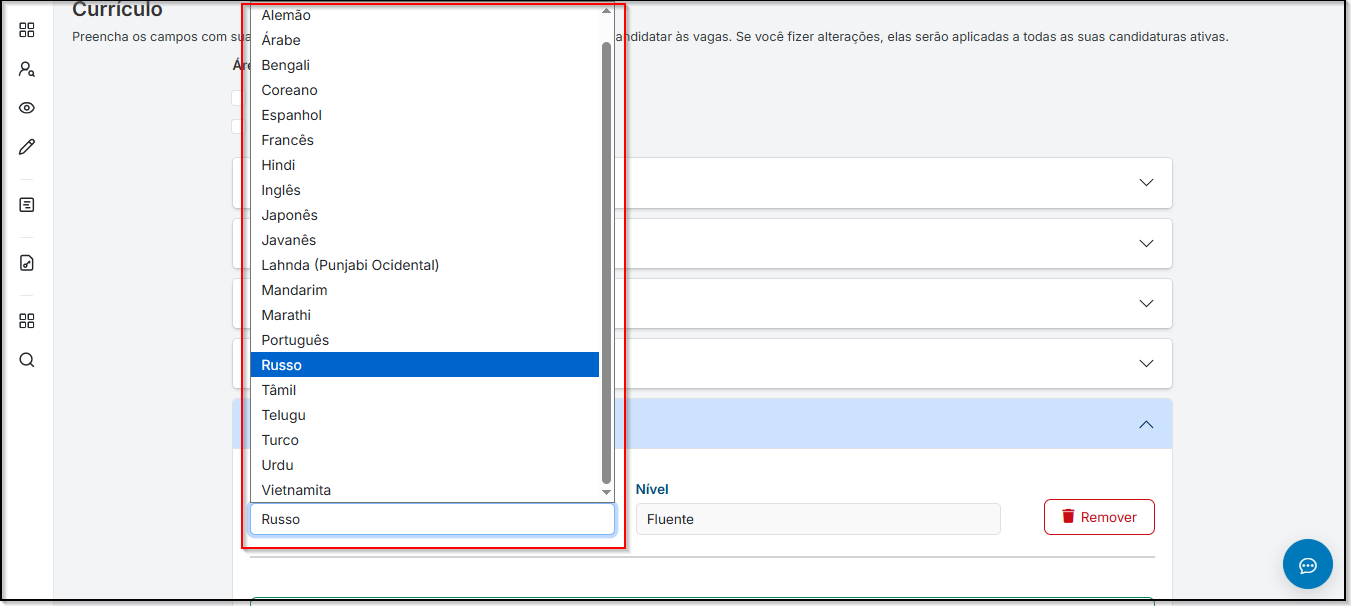 Currículo
Preencha os campos com sua
andidatar às vagas. Se você fizer alterações, elas serão aplicadas a todas as suas candidaturas ativas.
Áre
Alemão
Árabe
Bengali
Coreano
Espanhol
Francês
Hindi
Inglês
Japonês
Javanês
Lahnda (Punjabi Ocidental)
Mandarim
Marathi
Português
Russo
Tâmil
Telugu
Turco
Urdu
Vietnamita
Russo
Nível
Fluente
Remover